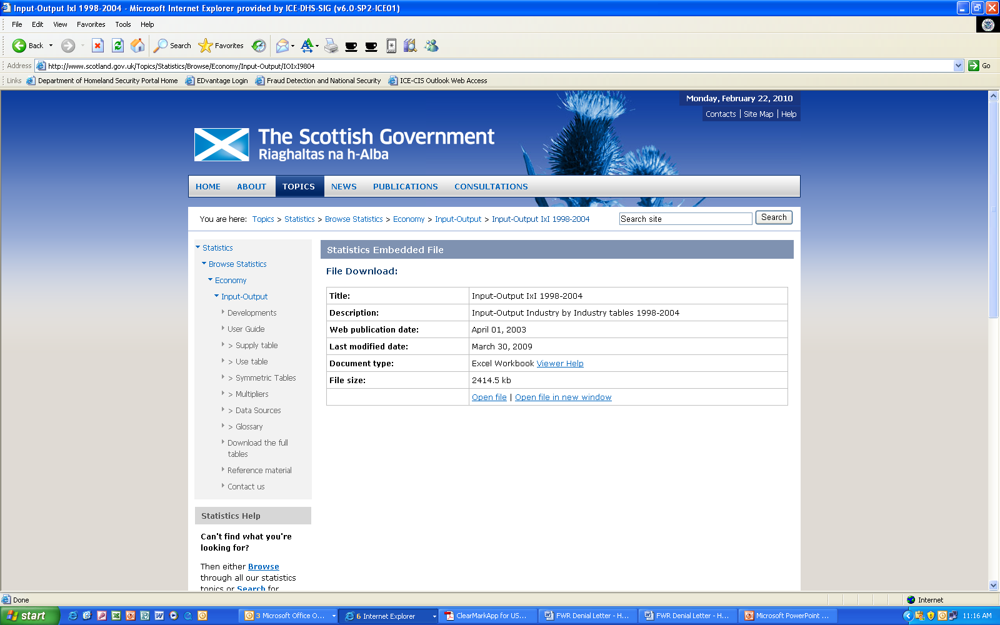 Input-Output IxI 1998-2004 - Microsoft Internet Explorer provided by ICE-DHS-SIG (v6.0-SP2-ICE01)
File Edit View Favorites Tools Help
Back Search Favorites
Address http://www.scotland.gov.uk/Topics/Statistics/Browse/Economy/Input-Output/IOIxI9804 Go
Links Department of Homeland Security Portal Home EDvantage Login Fraud Detection and National Security ICE-CIS Outlook Web Access
Monday, February 22, 2010
Contacts | Site Map | Help
The Scottish Government
Riaghaltas na h-Alba
HOME ABOUT TOPICS NEWS PUBLICATIONS CONSULTATIONS
You are here: Topics > Statistics > Browse Statistics > Economy > Input-Output > Input-Output IxI 1998-2004 Search site Search
Statistics
Browse Statistics
Economy
Input-Output
Developments
User Guide
> Supply table
> Use table
> Symmetric Tables
> Multipliers
> Data Sources
> Glossary
Download the full
tables
Reference material
Contact us
Statistics Help
Can't find what you're
looking for?
Then either Browse
through all our statistics
topics or Search for
Statistics Embedded File
File Download:
Title: Input-Output IxI 1998-2004
Description: Input-Output Industry by Industry tables 1998-2004
Web publication date: April 01, 2003
Last modified date: March 30, 2009
Document type: Excel Workbook Viewer Help
File size: 2414.5 kb
Open file | Open file in new window
Done Internet
start 3 Microsoft Office O... 6 Internet Explorer ClearMarkApp for US... FWR Denial Letter - H... FWR Denial Letter - H... Microsoft PowerPoint ... 11:16 AM